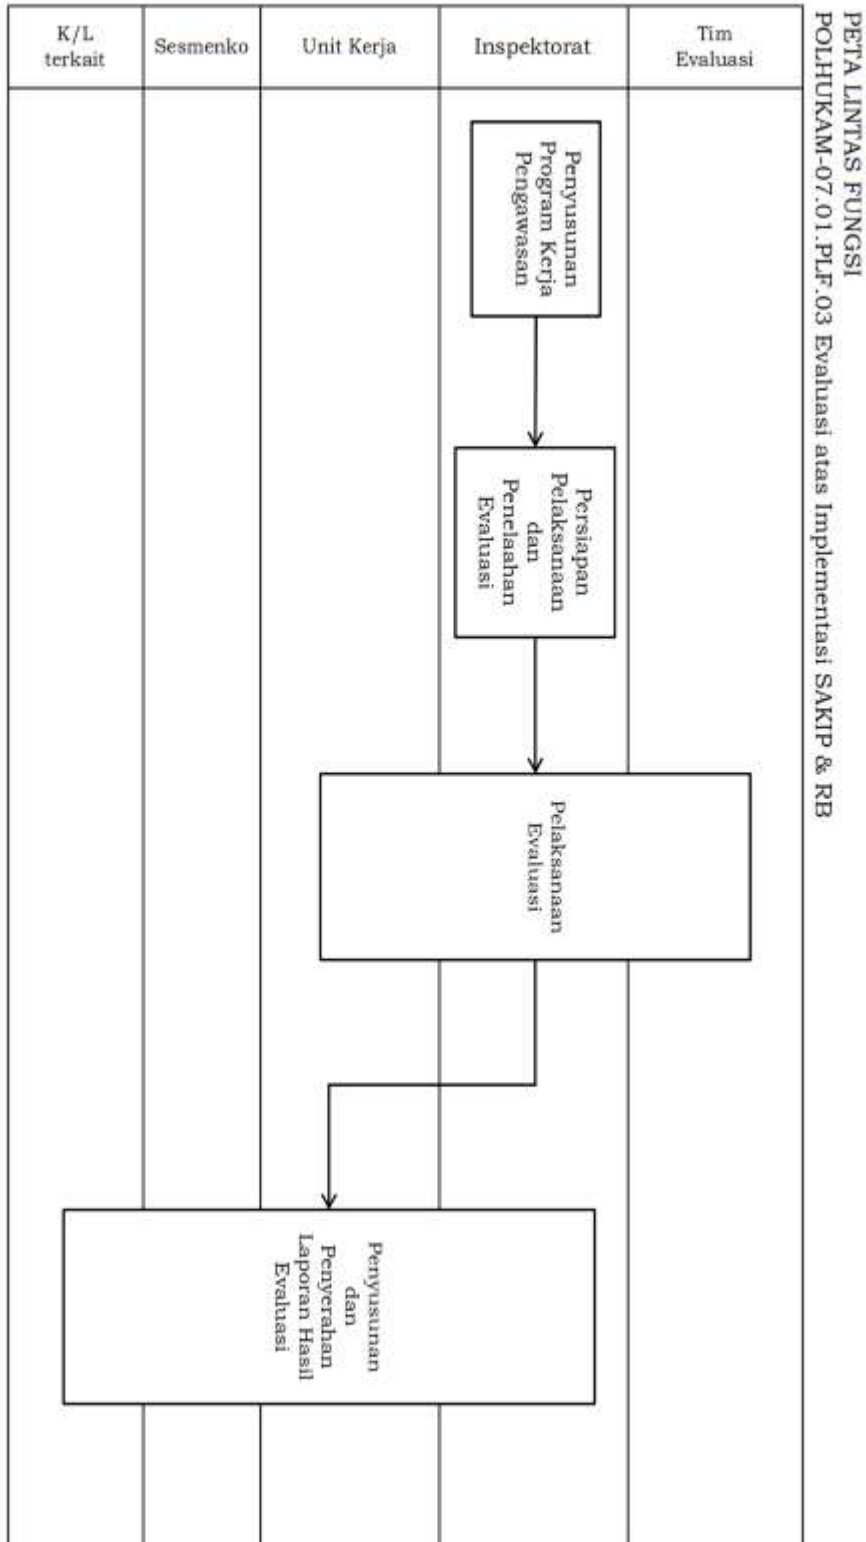 PETA LINTAS FUNGSI
POLHUKAM-07.01.PLF.03 Evaluasi atas Implementasi SAKIP & RB
Tim
Evaluasi
Inspektorat
Unit Kerja
Sesmenko
K/L
terkait
Penyusunan
Program Kerja
Pengawasan
Persiapan
Pelaksanaan
dan
Penelaahan
Evaluasi
Pelaksanaan
Evaluasi
Penyusunan
dan
Penyerahan
Laporan Hasil
Evaluasi